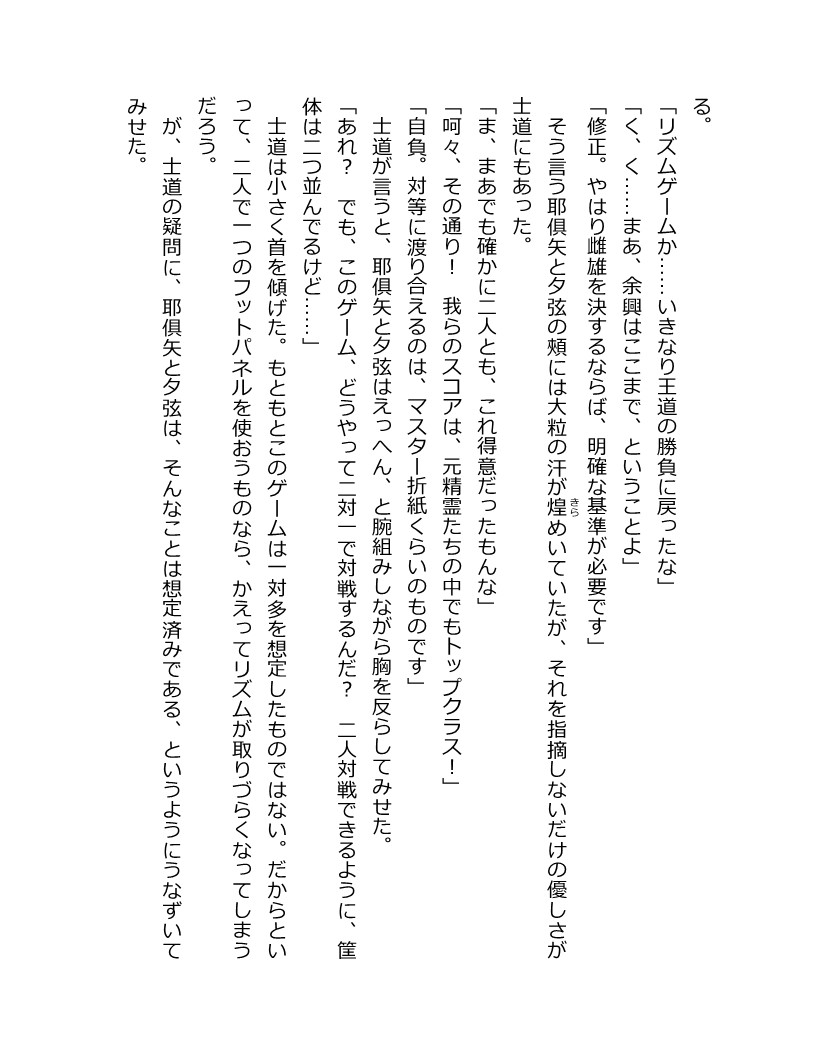 る。
「リズムゲームか……いきなり王道の勝負に戻ったな」
「く、く……まあ、余興はここまで、ということよ」
「修正。やはり雌雄を決するならば、明確な基準が必要です」
　そう言う耶倶矢と夕弦の頰には大粒の汗が煌きらめいていたが、それを指摘しないだけの優しさが
士道にもあった。
「ま、まあでも確かに二人とも、これ得意だったもんな」
「呵々、その通り！　我らのスコアは、元精霊たちの中でもトップクラス！」
「自負。対等に渡り合えるのは、マスター折紙くらいのものです」
　士道が言うと、耶倶矢と夕弦はえっへん、と腕組みしながら胸を反らしてみせた。
「あれ？　でも、このゲーム、どうやって二対一で対戦するんだ？　二人対戦できるように、筐
体は二つ並んでるけど……」
　士道は小さく首を傾げた。もともとこのゲームは一対多を想定したものではない。だからとい
って、二人で一つのフットパネルを使おうものなら、かえってリズムが取りづらくなってしまう
だろう。
　が、士道の疑問に、耶倶矢と夕弦は、そんなことは想定済みである、というようにうなずいて
みせた。